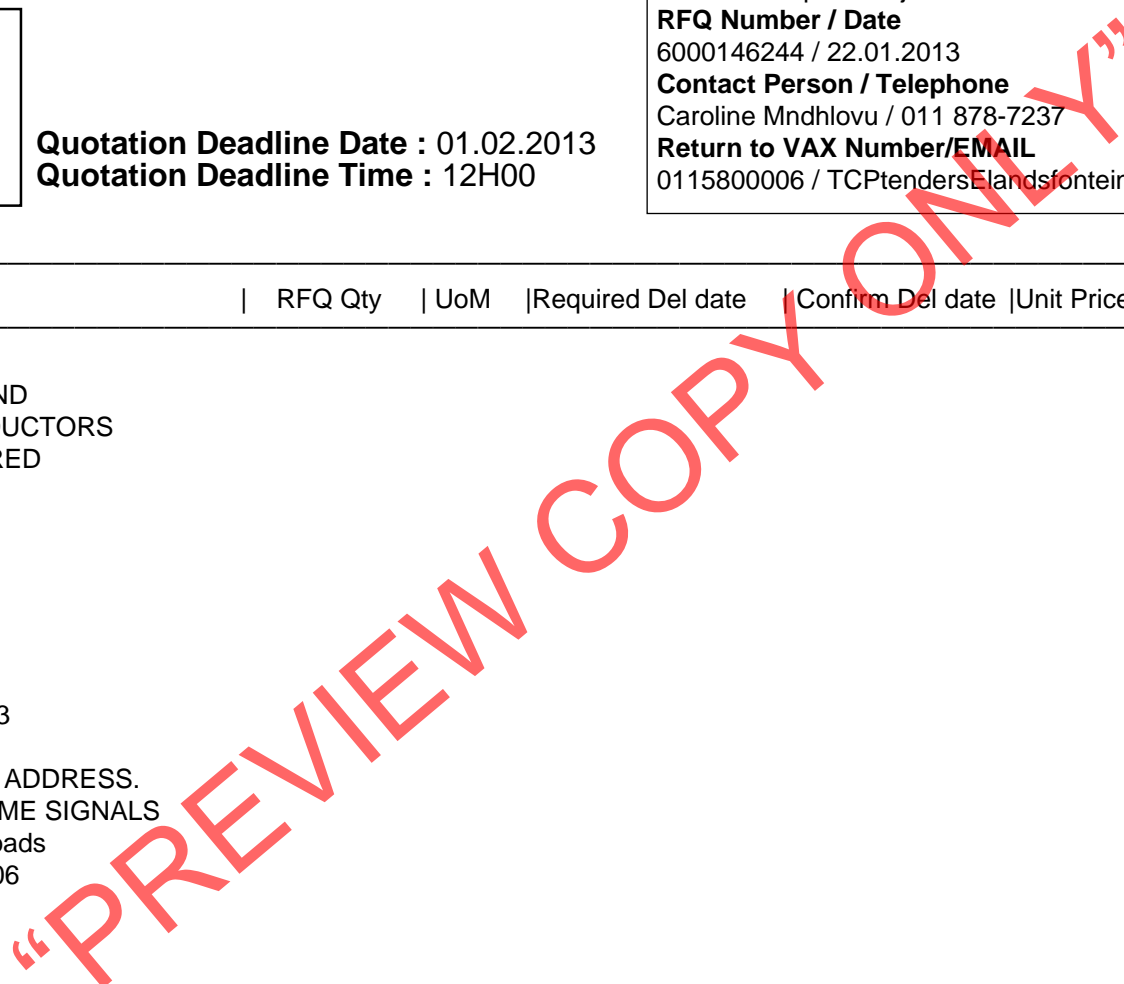 RFQ Number / Date
6000146244 / 22.01.2013
Contact Person / Telephone
Caroline Mndhlovu / 011 878-7237
Return to VAX Number/EMAIL
0115800006 / TCPtendersElandsfontein
Quotation Deadline Date : 01.02.2013
Quotation Deadline Time : 12H00
| RFQ Qty | UoM |Required Del date | Confirm Del date |Unit Price
ND
UCTORS
RED
3
ADDRESS.
ME SIGNALS
oads
06
“PREVIEW COPY ONLY”